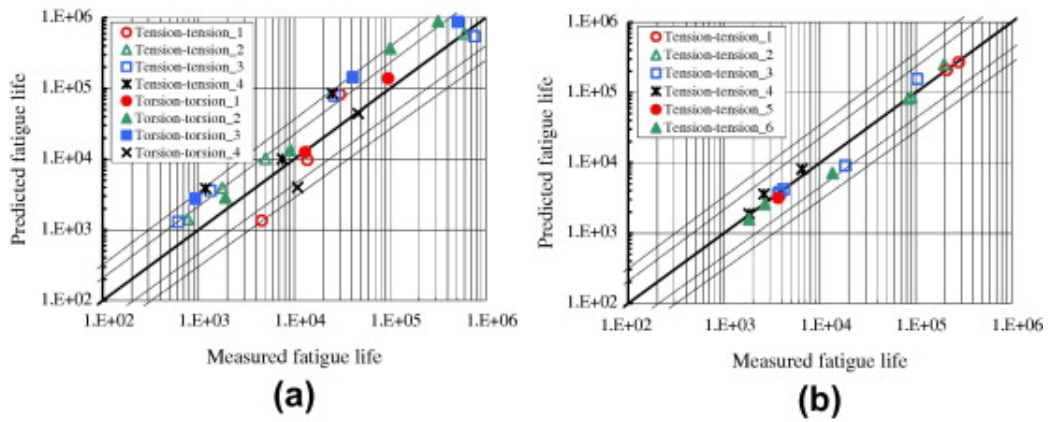 1.E+06
1.E+05
1.E+04
1.E+03
1.E+02
Predicted fatigue life
Tension-tension_1
Tension-tension_2
Tension-tension_3
Tension-tension_4
Torsion-torsion_1
Torsion-torsion_2
Torsion-torsion_3
Torsion-torsion_4
1.E+02 1.E+03 1.E+04 1.E+05 1.E+06
Measured fatigue life
(a)
1.E+06
1.E+05
1.E+04
1.E+03
1.E+02
Predicted fatigue life
Tension-tension_1
Tension-tension_2
Tension-tension_3
Tension-tension_4
Tension-tension_5
Tension-tension_6
1.E+02 1.E+03 1.E+04 1.E+05 1.E+06
Measured fatigue life
(b)